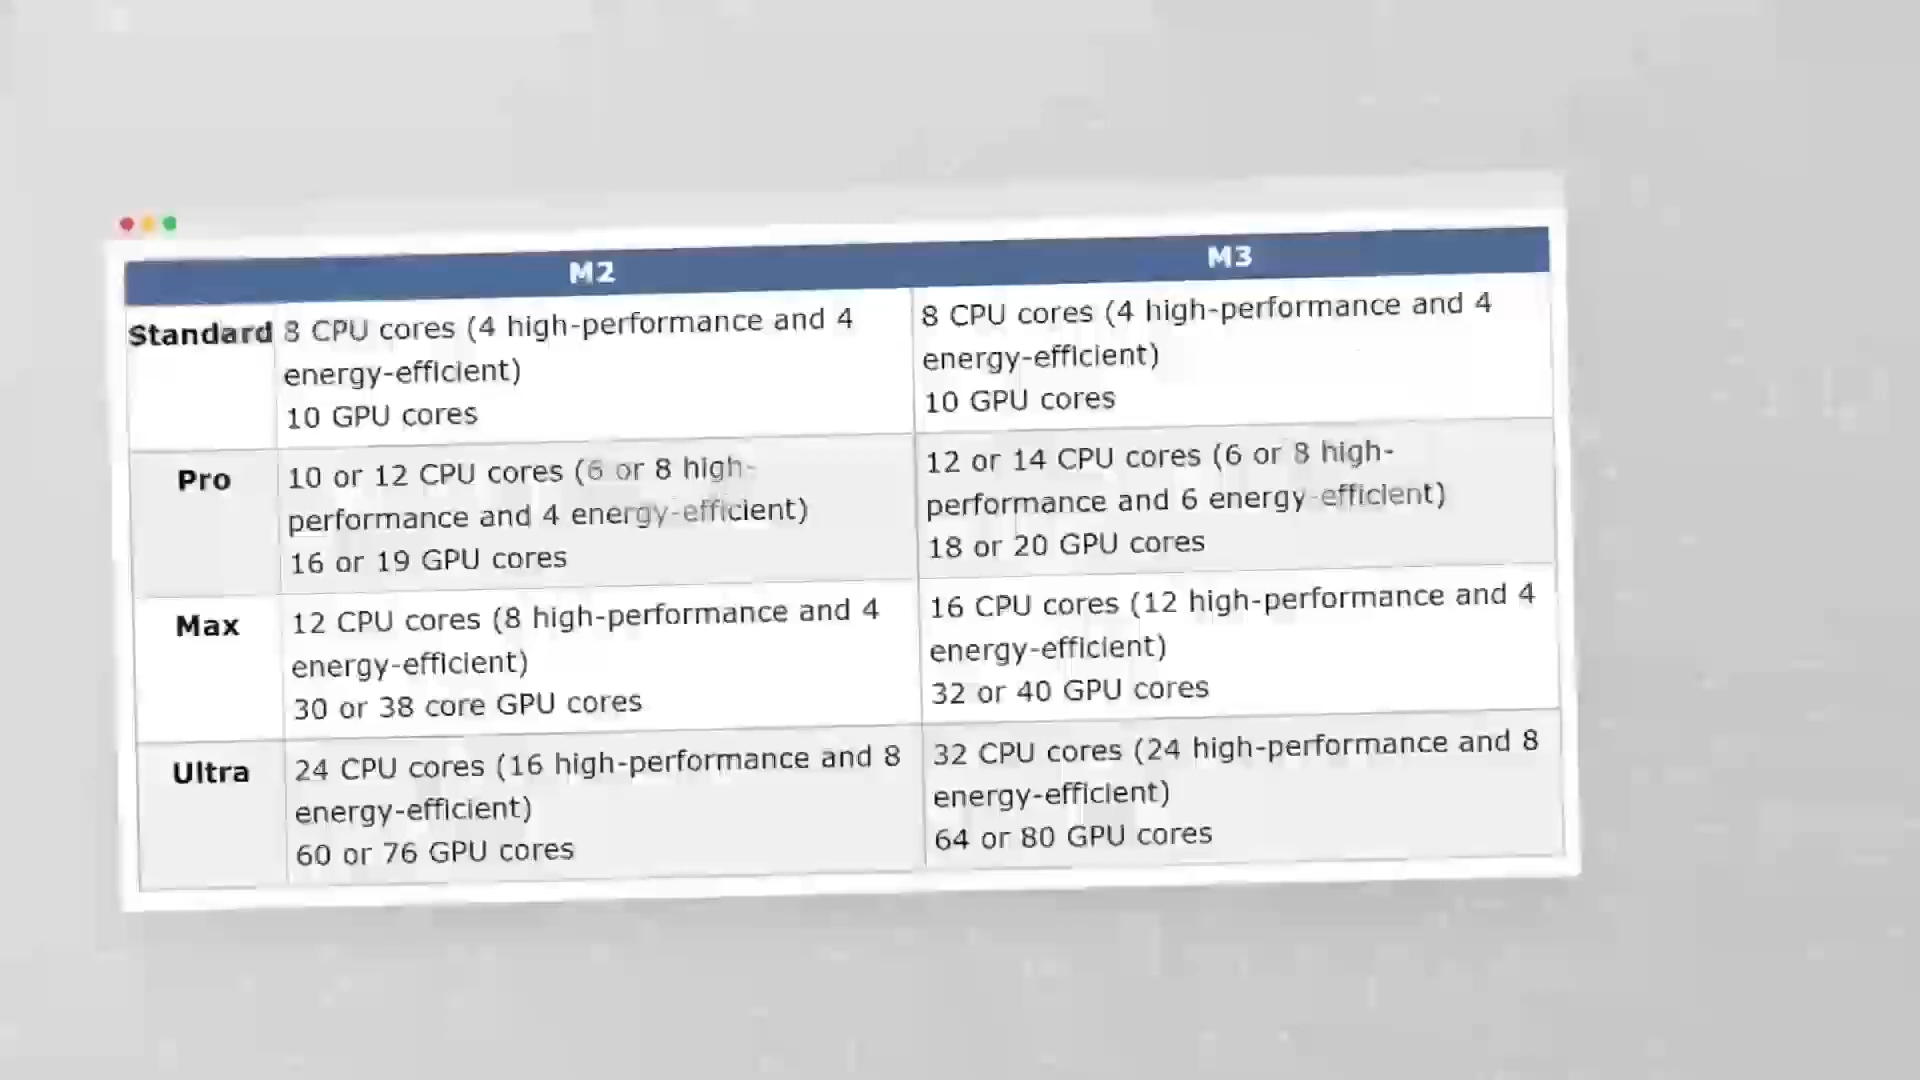 M2 M3
Standard 8 CPU cores (4 high-performance and 4
energy-efficient)
10 GPU cores
8 CPU cores (4 high-performance and 4
energy-efficient)
10 GPU cores
Pro 10 or 12 CPU cores (6 or 8 high-
performance and 4 energy-efficient)
16 or 19 GPU cores
12 or 14 CPU cores (6 or 8 high-
performance and 6 energy-efficient)
18 or 20 GPU cores
Max 12 CPU cores (8 high-performance and 4
energy-efficient)
30 or 38 core GPU cores
16 CPU cores (12 high-performance and 4
energy-efficient)
32 or 40 GPU cores
Ultra 24 CPU cores (16 high-performance and 8
energy-efficient)
60 or 76 GPU cores
32 CPU cores (24 high-performance and 8
energy-efficient)
64 or 80 GPU cores